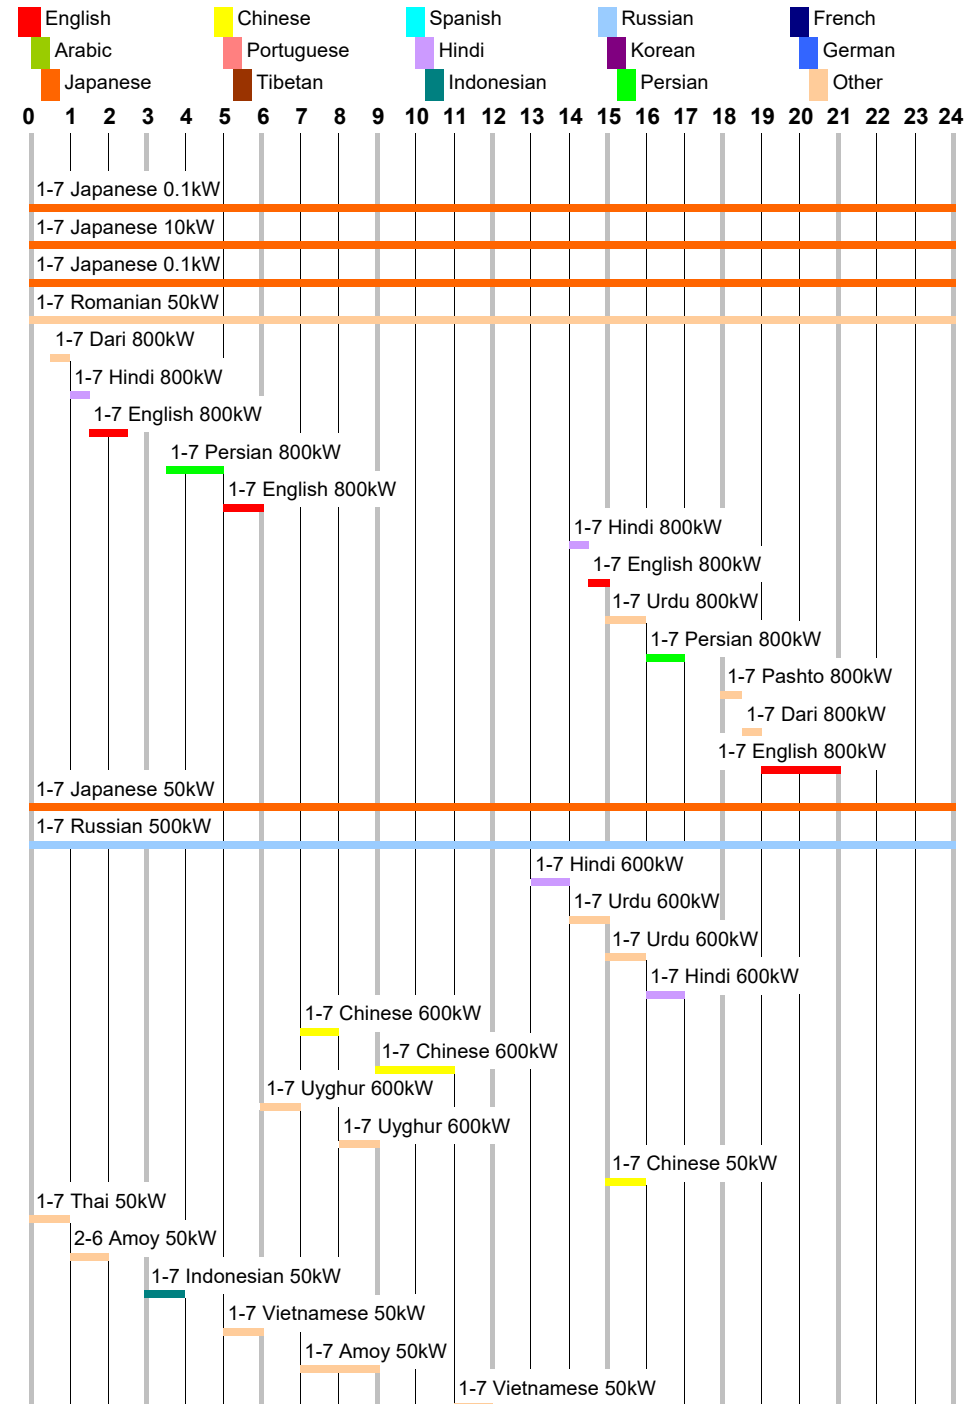 English Chinese Spanish Russian French
Arabic Portuguese Hindi Korean German
Japanese Tibetan Indonesian Persian Other
0 1 2 3 4 5 6 7 8 9 10 11 12 13 14 15 16 17 18 19 20 21 22 23 24
1-7 Japanese 0.1kW
1-7 Japanese 10kW
1-7 Japanese 0.1kW
1-7 Romanian 50kW
1-7 Dari 800kW
1-7 Hindi 800kW
1-7 English 800kW
1-7 Persian 800kW
1-7 English 800kW
1-7 Hindi 800kW
1-7 English 800kW
1-7 Urdu 800kW
1-7 Persian 800kW
1-7 Pashto 800kW
1-7 Dari 800kW
1-7 English 800kW
1-7 Japanese 50kW
1-7 Russian 500kW
1-7 Hindi 600kW
1-7 Urdu 600kW
1-7 Urdu 600kW
1-7 Hindi 600kW
1-7 Chinese 600kW
1-7 Chinese 600kW
1-7 Uyghur 600kW
1-7 Uyghur 600kW
1-7 Chinese 50kW
1-7 Thai 50kW
2-6 Amoy 50kW
1-7 Indonesian 50kW
1-7 Vietnamese 50kW
1-7 Amoy 50kW
1-7 Vietnamese 50kW